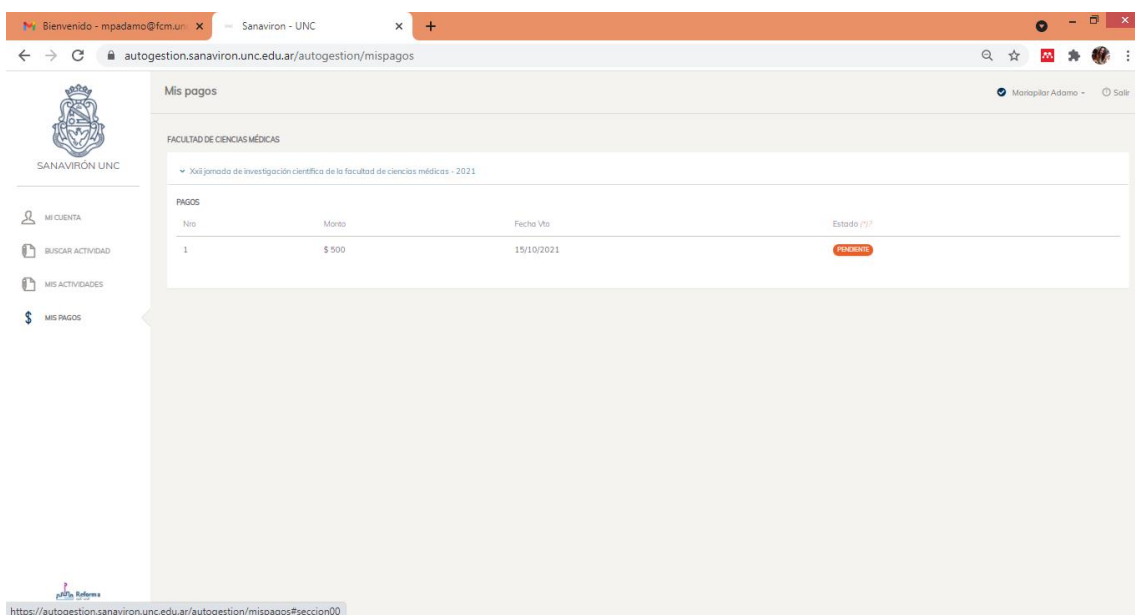 Bienvenido - mpadamo@fcm.un
Sanaviron - UNC
autogestion.sanaviron.unc.edu.ar/autogestion/mispagos
Mis pagos
Mariapilar Adamo
Salir
SANAVIRÓN UNC
FACULTAD DE CIENCIAS MÉDICAS
Xxii jornada de investigación científica de la facultad de ciencias médicas - 2021
PAGOS
Nro Monto Fecha Vto Estado (*)?
1 $ 500 15/10/2021 PENDIENTE
MI CUENTA
BUSCAR ACTIVIDAD
MIS ACTIVIDADES
$ MIS PAGOS
Reforma
https://autogestion.sanaviron.unc.edu.ar/autogestion/mispagos#seccion00